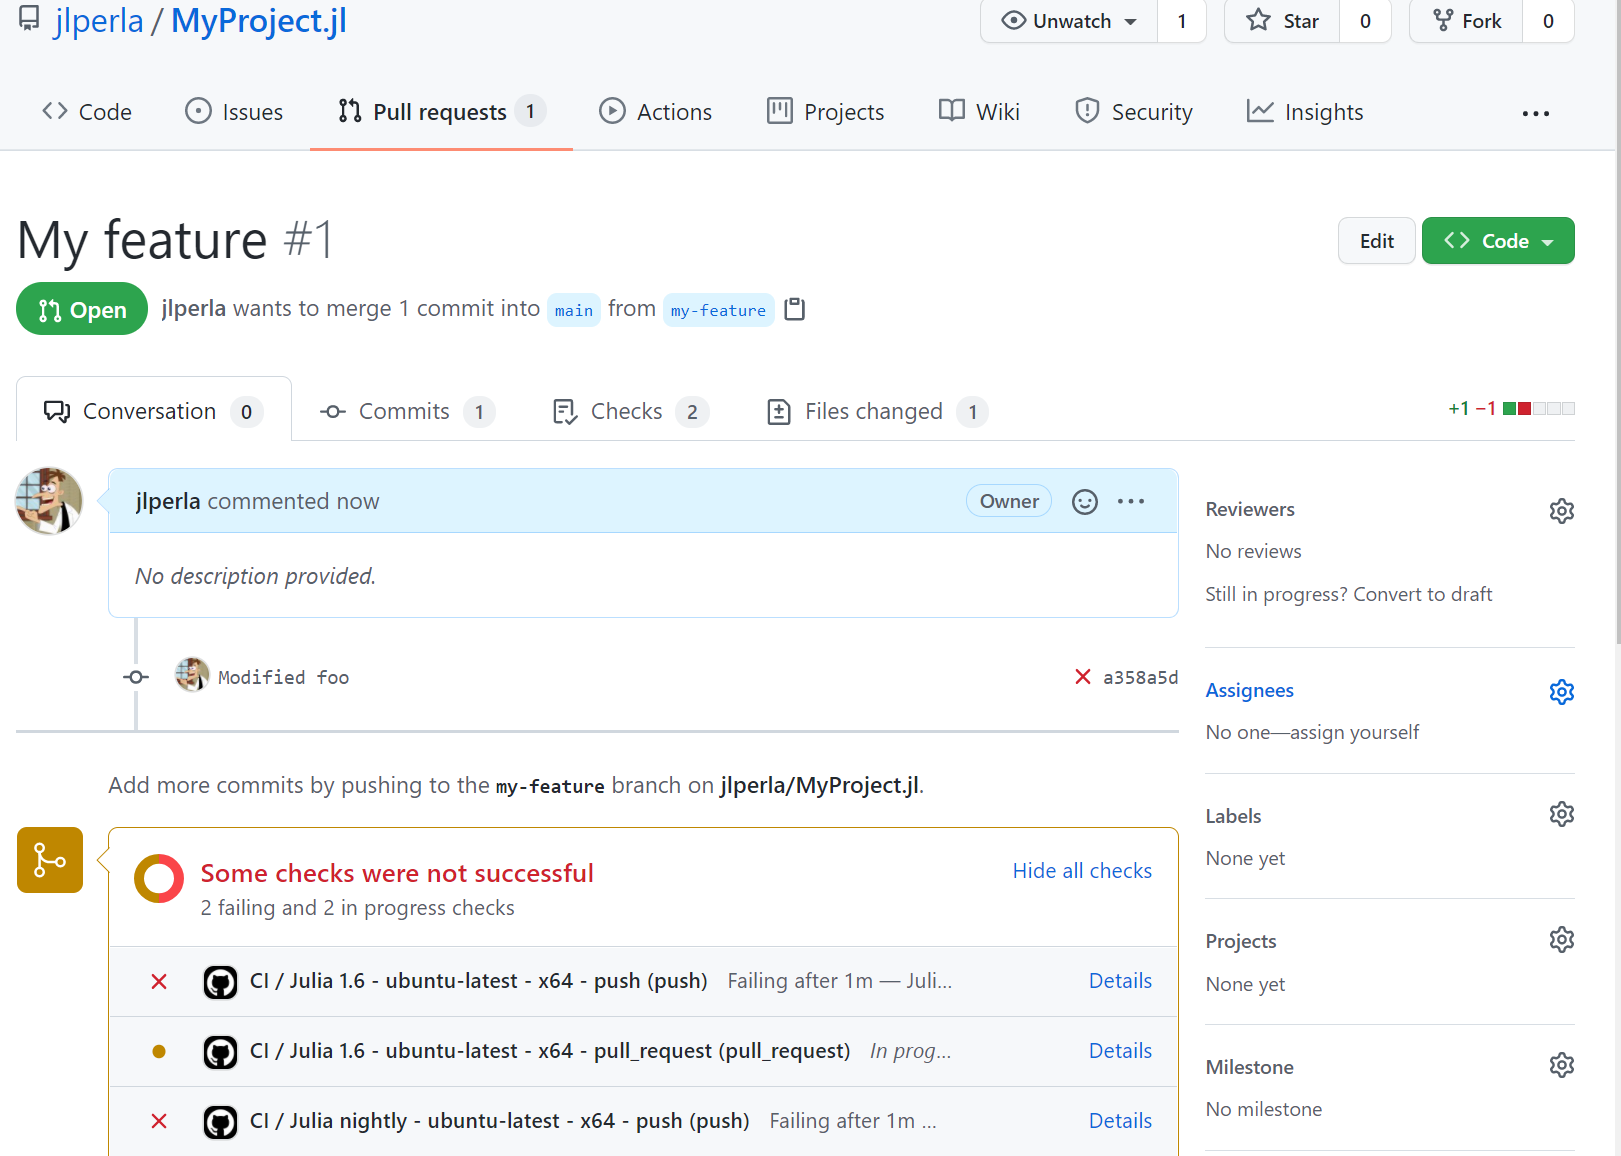 jlperla / MyProject.jl
Unwatch 1 Star 0 Fork 0
Code Issues Pull requests 1 Actions Projects Wiki Security Insights ...
My feature #1
Edit Code
Open jlperla wants to merge 1 commit into main from my-feature
Conversation 0 Commits 1 Checks 2 Files changed 1 +1 −1
jlperla commented now Owner ...
No description provided.
Modified foo a358a5d
Add more commits by pushing to the my-feature branch on jlperla/MyProject.jl.
Some checks were not successful Hide all checks
2 failing and 2 in progress checks
CI / Julia 1.6 - ubuntu-latest - x64 - push (push) Failing after 1m — Juli... Details
CI / Julia 1.6 - ubuntu-latest - x64 - pull_request (pull_request) In prog... Details
CI / Julia nightly - ubuntu-latest - x64 - push (push) Failing after 1m ... Details
Reviewers
No reviews
Still in progress? Convert to draft
Assignees
No one—assign yourself
Labels
None yet
Projects
None yet
Milestone
No milestone